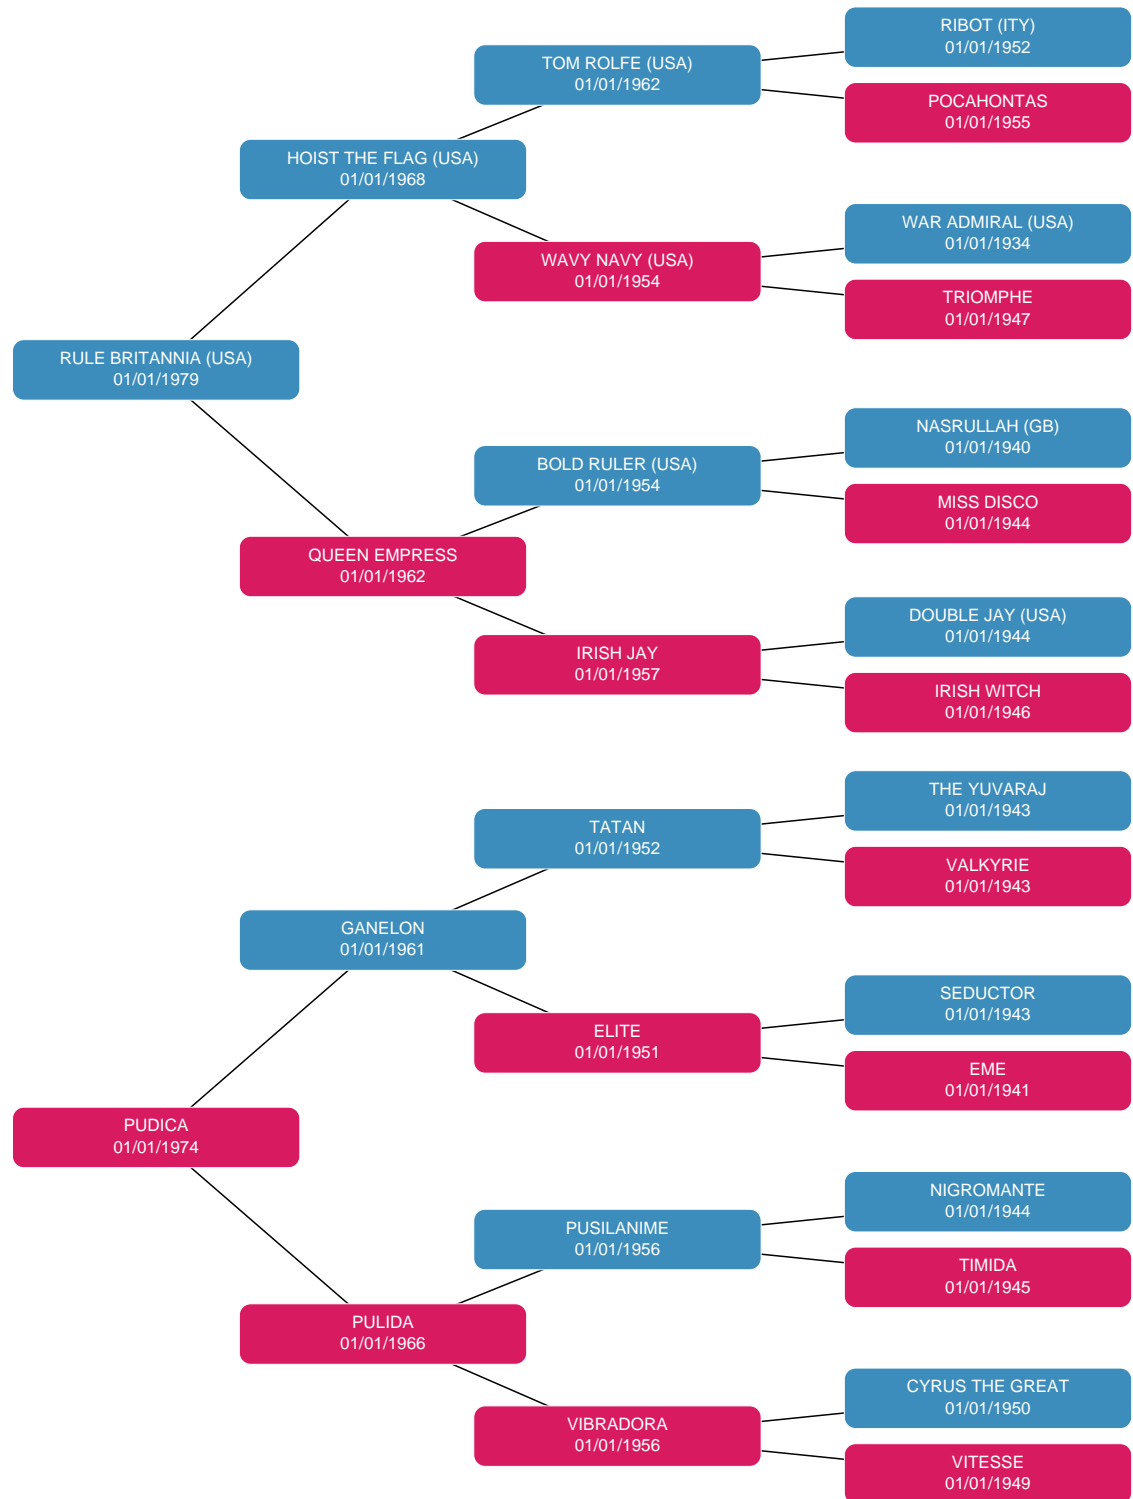 RIBOT (ITY)
01/01/1952
TOM ROLFE (USA)
01/01/1962
POCAHONTAS
01/01/1955
HOIST THE FLAG (USA)
01/01/1968
WAR ADMIRAL (USA)
01/01/1934
WAVY NAVY (USA)
01/01/1954
TRIOMPHE
01/01/1947
RULE BRITANNIA (USA)
01/01/1979
NASRULLAH (GB)
01/01/1940
BOLD RULER (USA)
01/01/1954
MISS DISCO
01/01/1944
QUEEN EMPRESS
01/01/1962
DOUBLE JAY (USA)
01/01/1944
IRISH JAY
01/01/1957
IRISH WITCH
01/01/1946
THE YUVARAJ
01/01/1943
TATAN
01/01/1952
VALKYRIE
01/01/1943
GANELON
01/01/1961
SEDUCTOR
01/01/1943
ELITE
01/01/1951
EME
01/01/1941
PUDICA
01/01/1974
NIGROMANTE
01/01/1944
PUSILANIME
01/01/1956
TIMIDA
01/01/1945
PULIDA
01/01/1966
CYRUS THE GREAT
01/01/1950
VIBRADORA
01/01/1956
VITESSE
01/01/1949